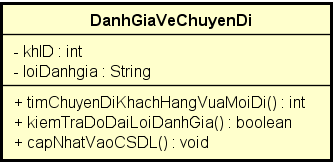 DanhGiaVeChuyenDi
- khID : int
- loiDanhgia : String
+ timChuyenDiKhachHangVuaMoiDi() : int
+ kiemTraDoDaiLoiDanhGia() : boolean
+ capNhatVaoCSDL() : void